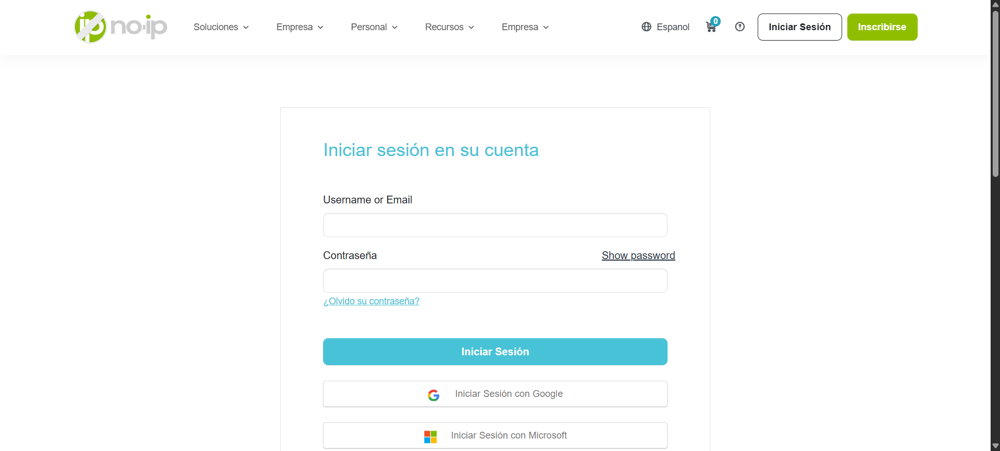 ip no-ip Soluciones Empresa Personal Recursos Empresa Espanol 0 ? Iniciar Sesión Inscribirse
Iniciar sesión en su cuenta
Username or Email
Contraseña Show password
¿Olvido su contraseña?
Iniciar Sesión
Iniciar Sesión con Google
Iniciar Sesión con Microsoft